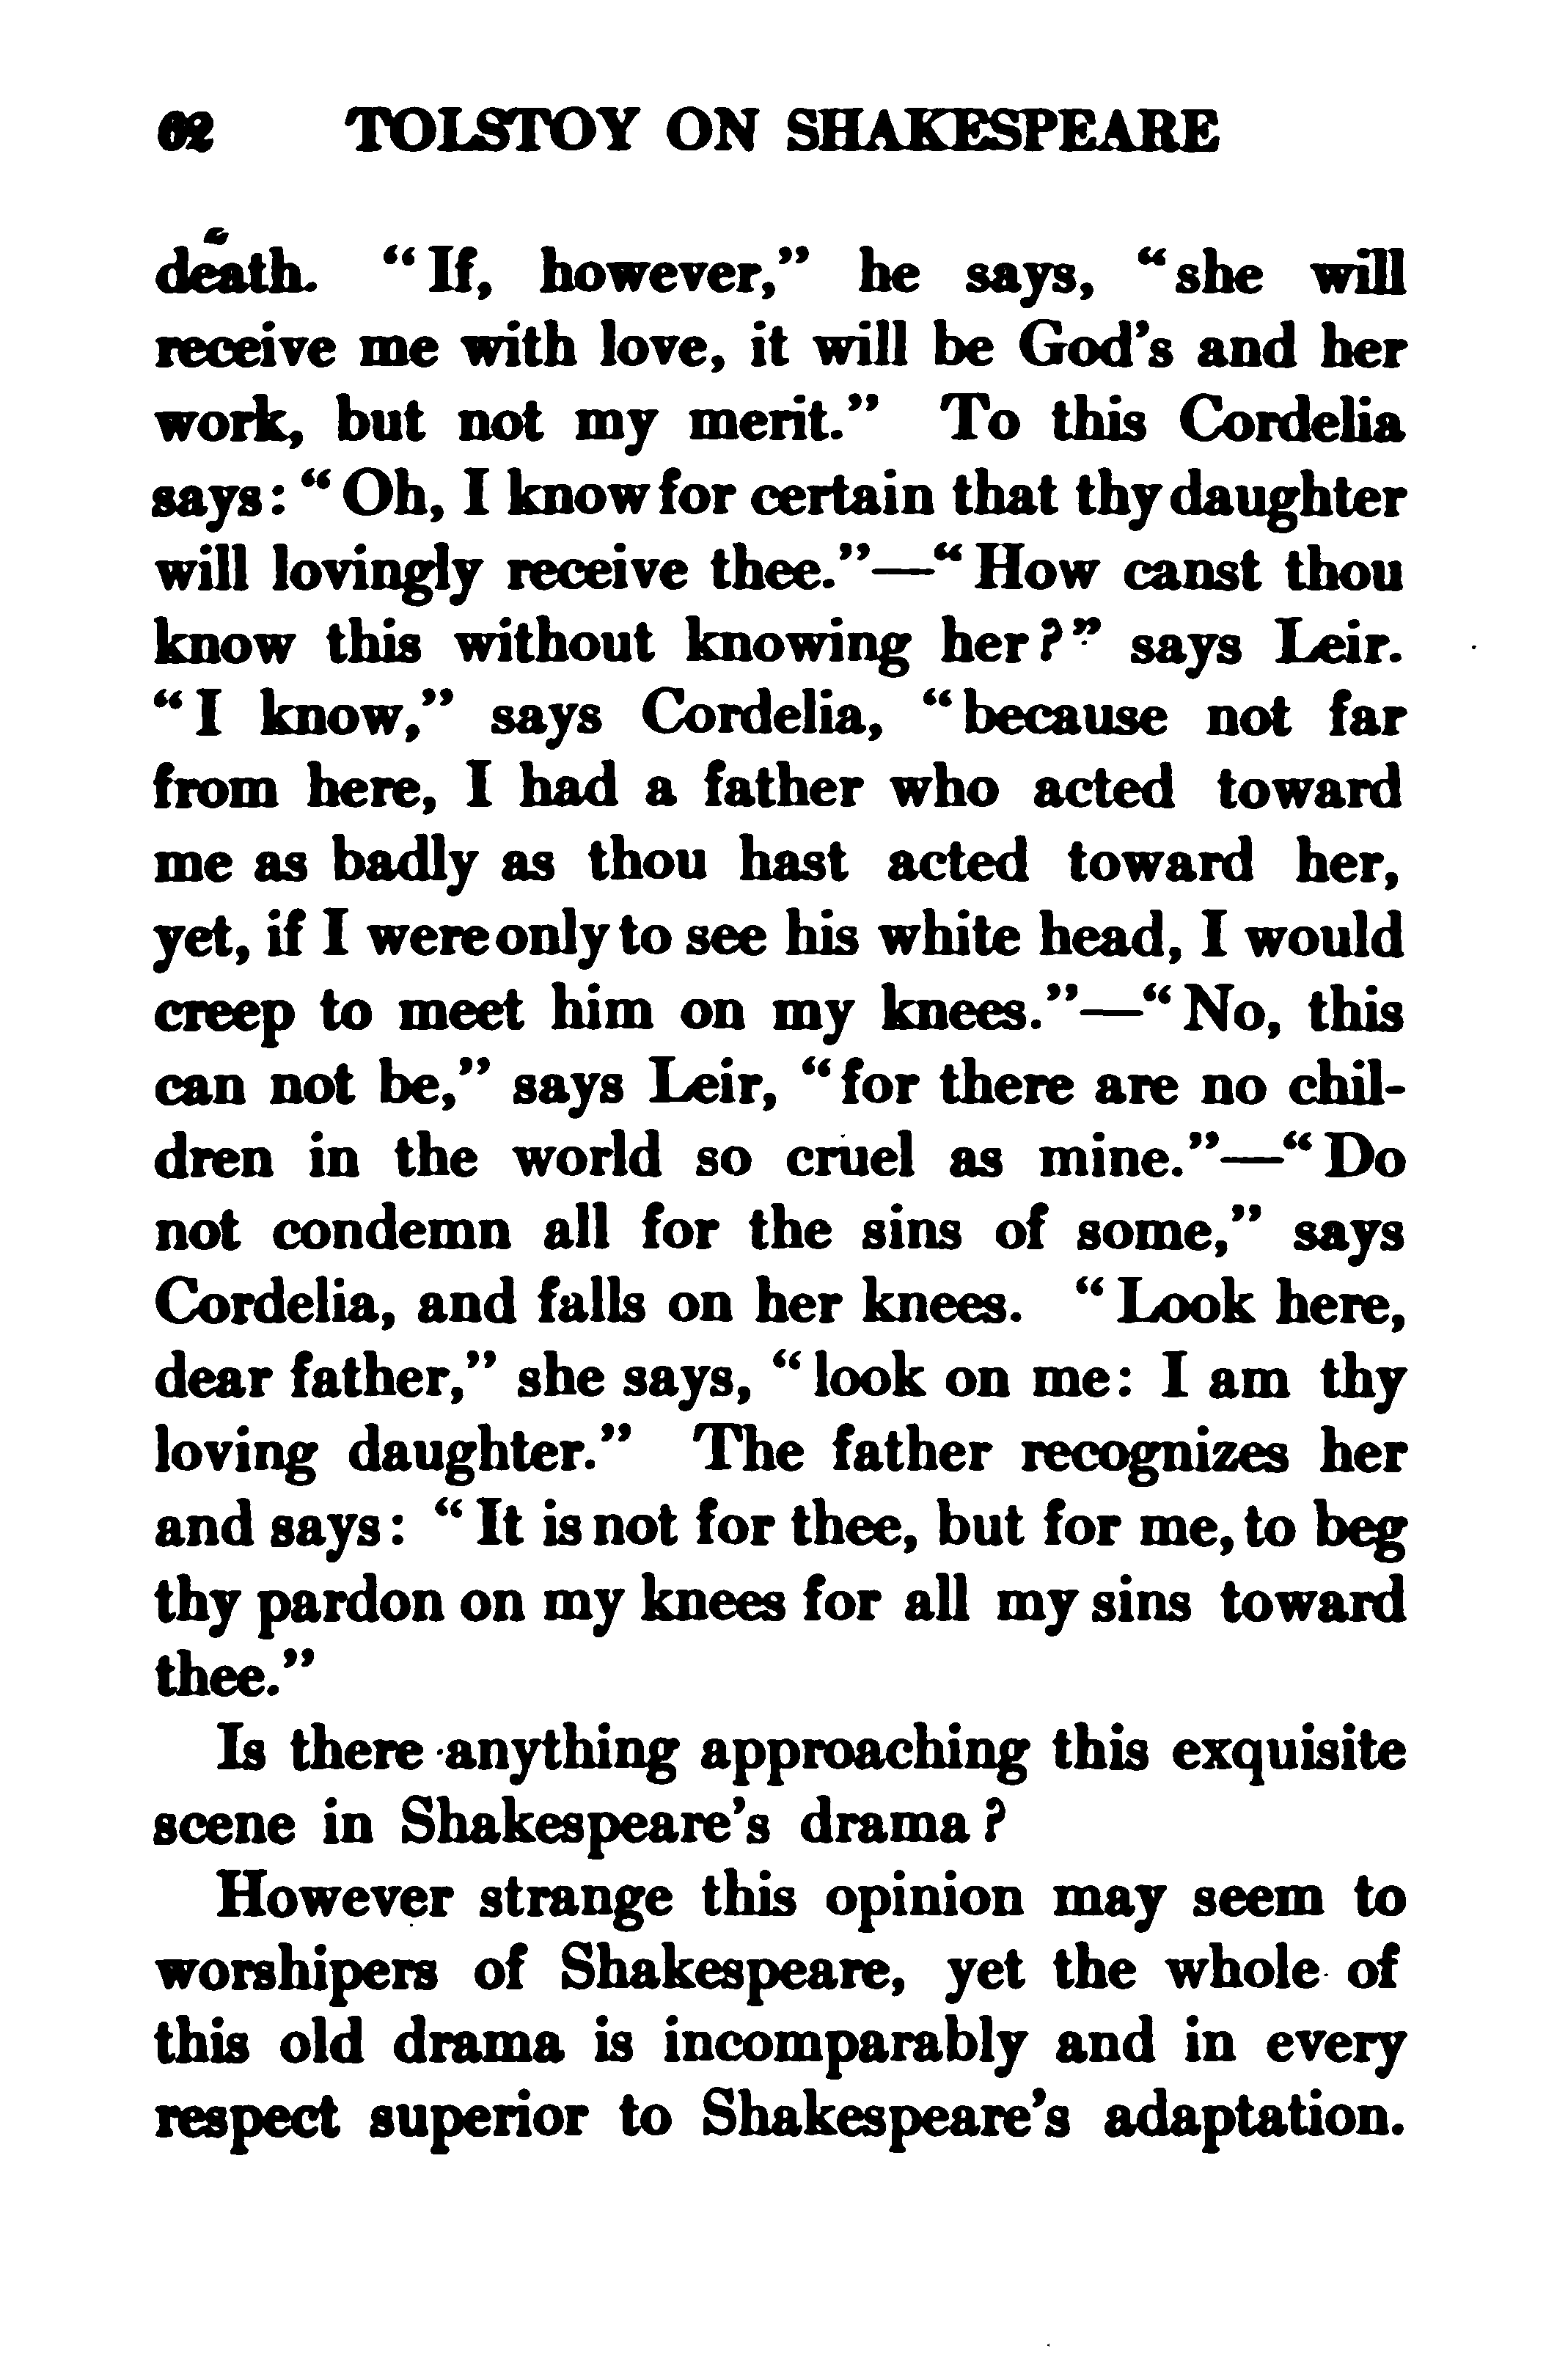 62 TOLSTOY ON SHAKESPEARE
death. "If, however," he says, "she will
receive me with love, it will be God's and her
work, but not my merit." To this Cordelia
says: "Oh, I know for certain that thy daughter
will lovingly receive thee."—"How canst thou
know this without knowing her?" says Leir.
"I know," says Cordelia, "because not far
from here, I had a father who acted toward
me as badly as thou hast acted toward her,
yet, if I were only to see his white head, I would
creep to meet him on my knees."—"No, this
can not be," says Leir, "for there are no chil-
dren in the world so cruel as mine."—"Do
not condemn all for the sins of some," says
Cordelia, and falls on her knees. "Look here,
dear father," she says, "look on me: I am thy
loving daughter." The father recognizes her
and says: "It is not for thee, but for me, to beg
thy pardon on my knees for all my sins toward
thee."
Is there anything approaching this exquisite
scene in Shakespeare's drama?
However strange this opinion may seem to
worshipers of Shakespeare, yet the whole of
this old drama is incomparably and in every
respect superior to Shakespeare's adaptation.